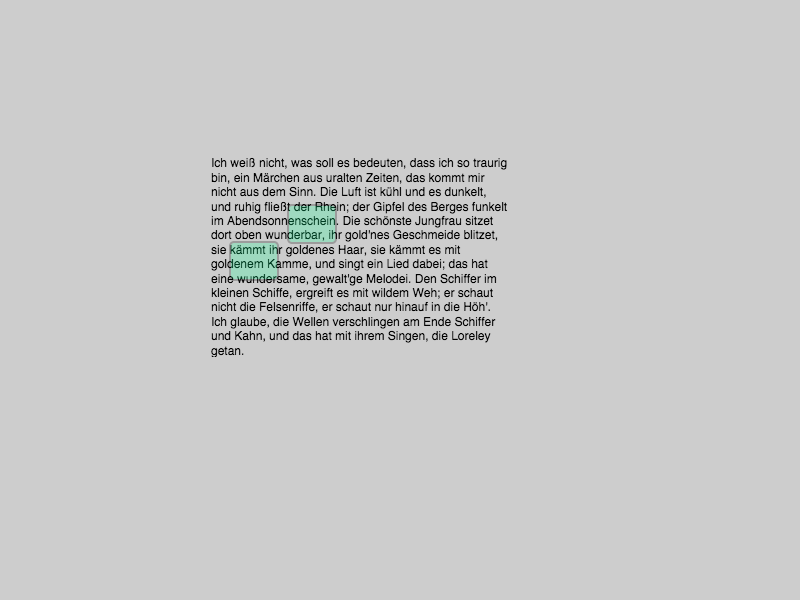 Ich weiß nicht, was soll es bedeuten, dass ich so traurig
bin, ein Märchen aus uralten Zeiten, das kommt mir
nicht aus dem Sinn. Die Luft ist kühl und es dunkelt,
und ruhig fließt der Rhein; der Gipfel des Berges funkelt
im Abendsonnenschein. Die schönste Jungfrau sitzet
dort oben wunderbar, ihr gold'nes Geschmeide blitzet,
sie kämmt ihr goldenes Haar, sie kämmt es mit
goldenem Kamme, und singt ein Lied dabei; das hat
eine wundersame, gewalt'ge Melodei. Den Schiffer im
kleinen Schiffe, ergreift es mit wildem Weh; er schaut
nicht die Felsenriffe, er schaut nur hinauf in die Höh'.
Ich glaube, die Wellen verschlingen am Ende Schiffer
und Kahn, und das hat mit ihrem Singen, die Loreley
getan.